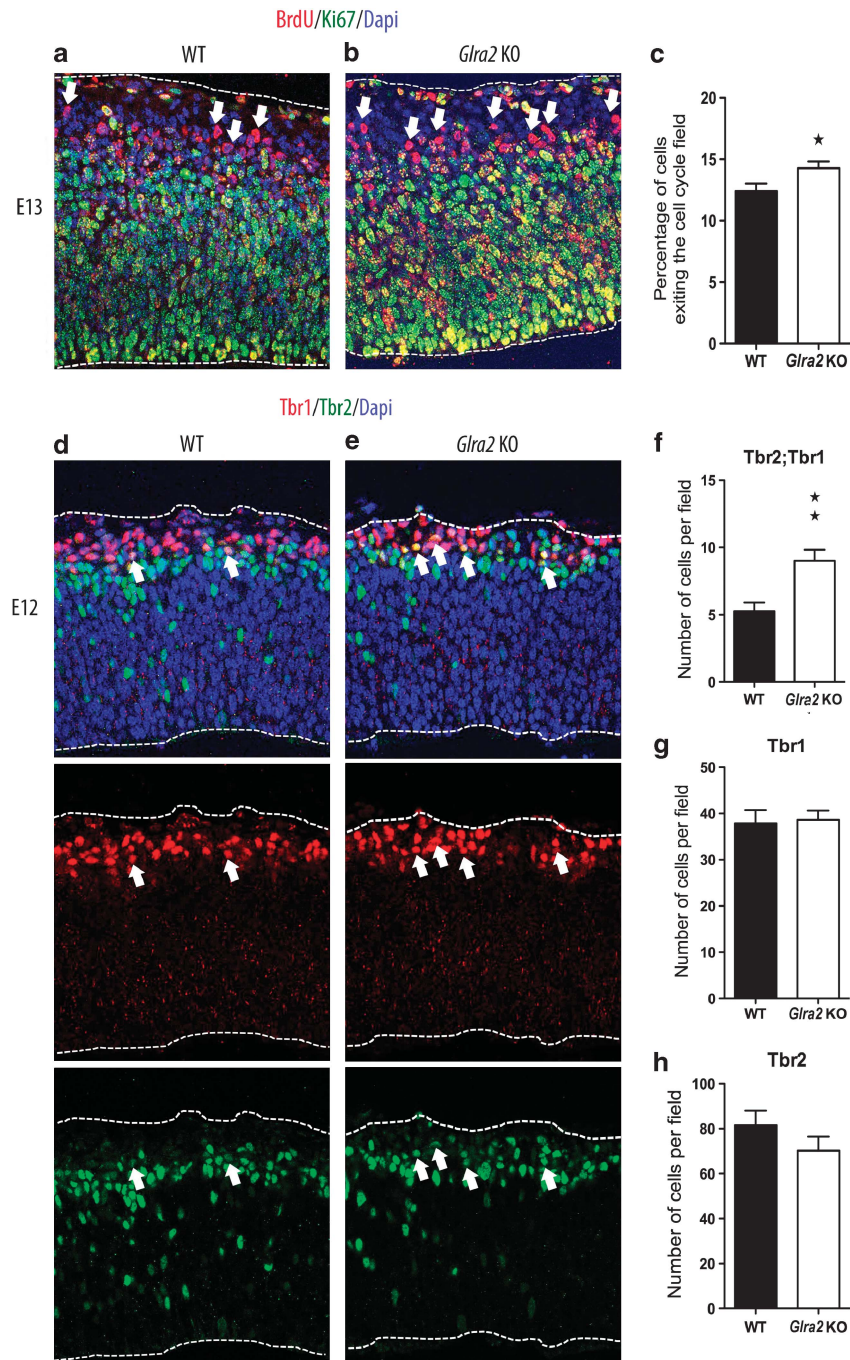 BrdU/Ki67/Dapi
a
WT
b
Glra2 KO
c
E13
Percentage of cells
exiting the cell cycle field
20
15
10
5
0
WT
Glra2 KO
Tbr1/Tbr2/Dapi
d
WT
e
Glra2 KO
f
Tbr2;Tbr1
E12
Number of cells per field
15
10
5
0
WT
Glra2 KO
g
Tbr1
Number of cells per field
50
40
30
20
10
0
WT
Glra2 KO
h
Tbr2
Number of cells per field
100
80
60
40
20
0
WT
Glra2 KO